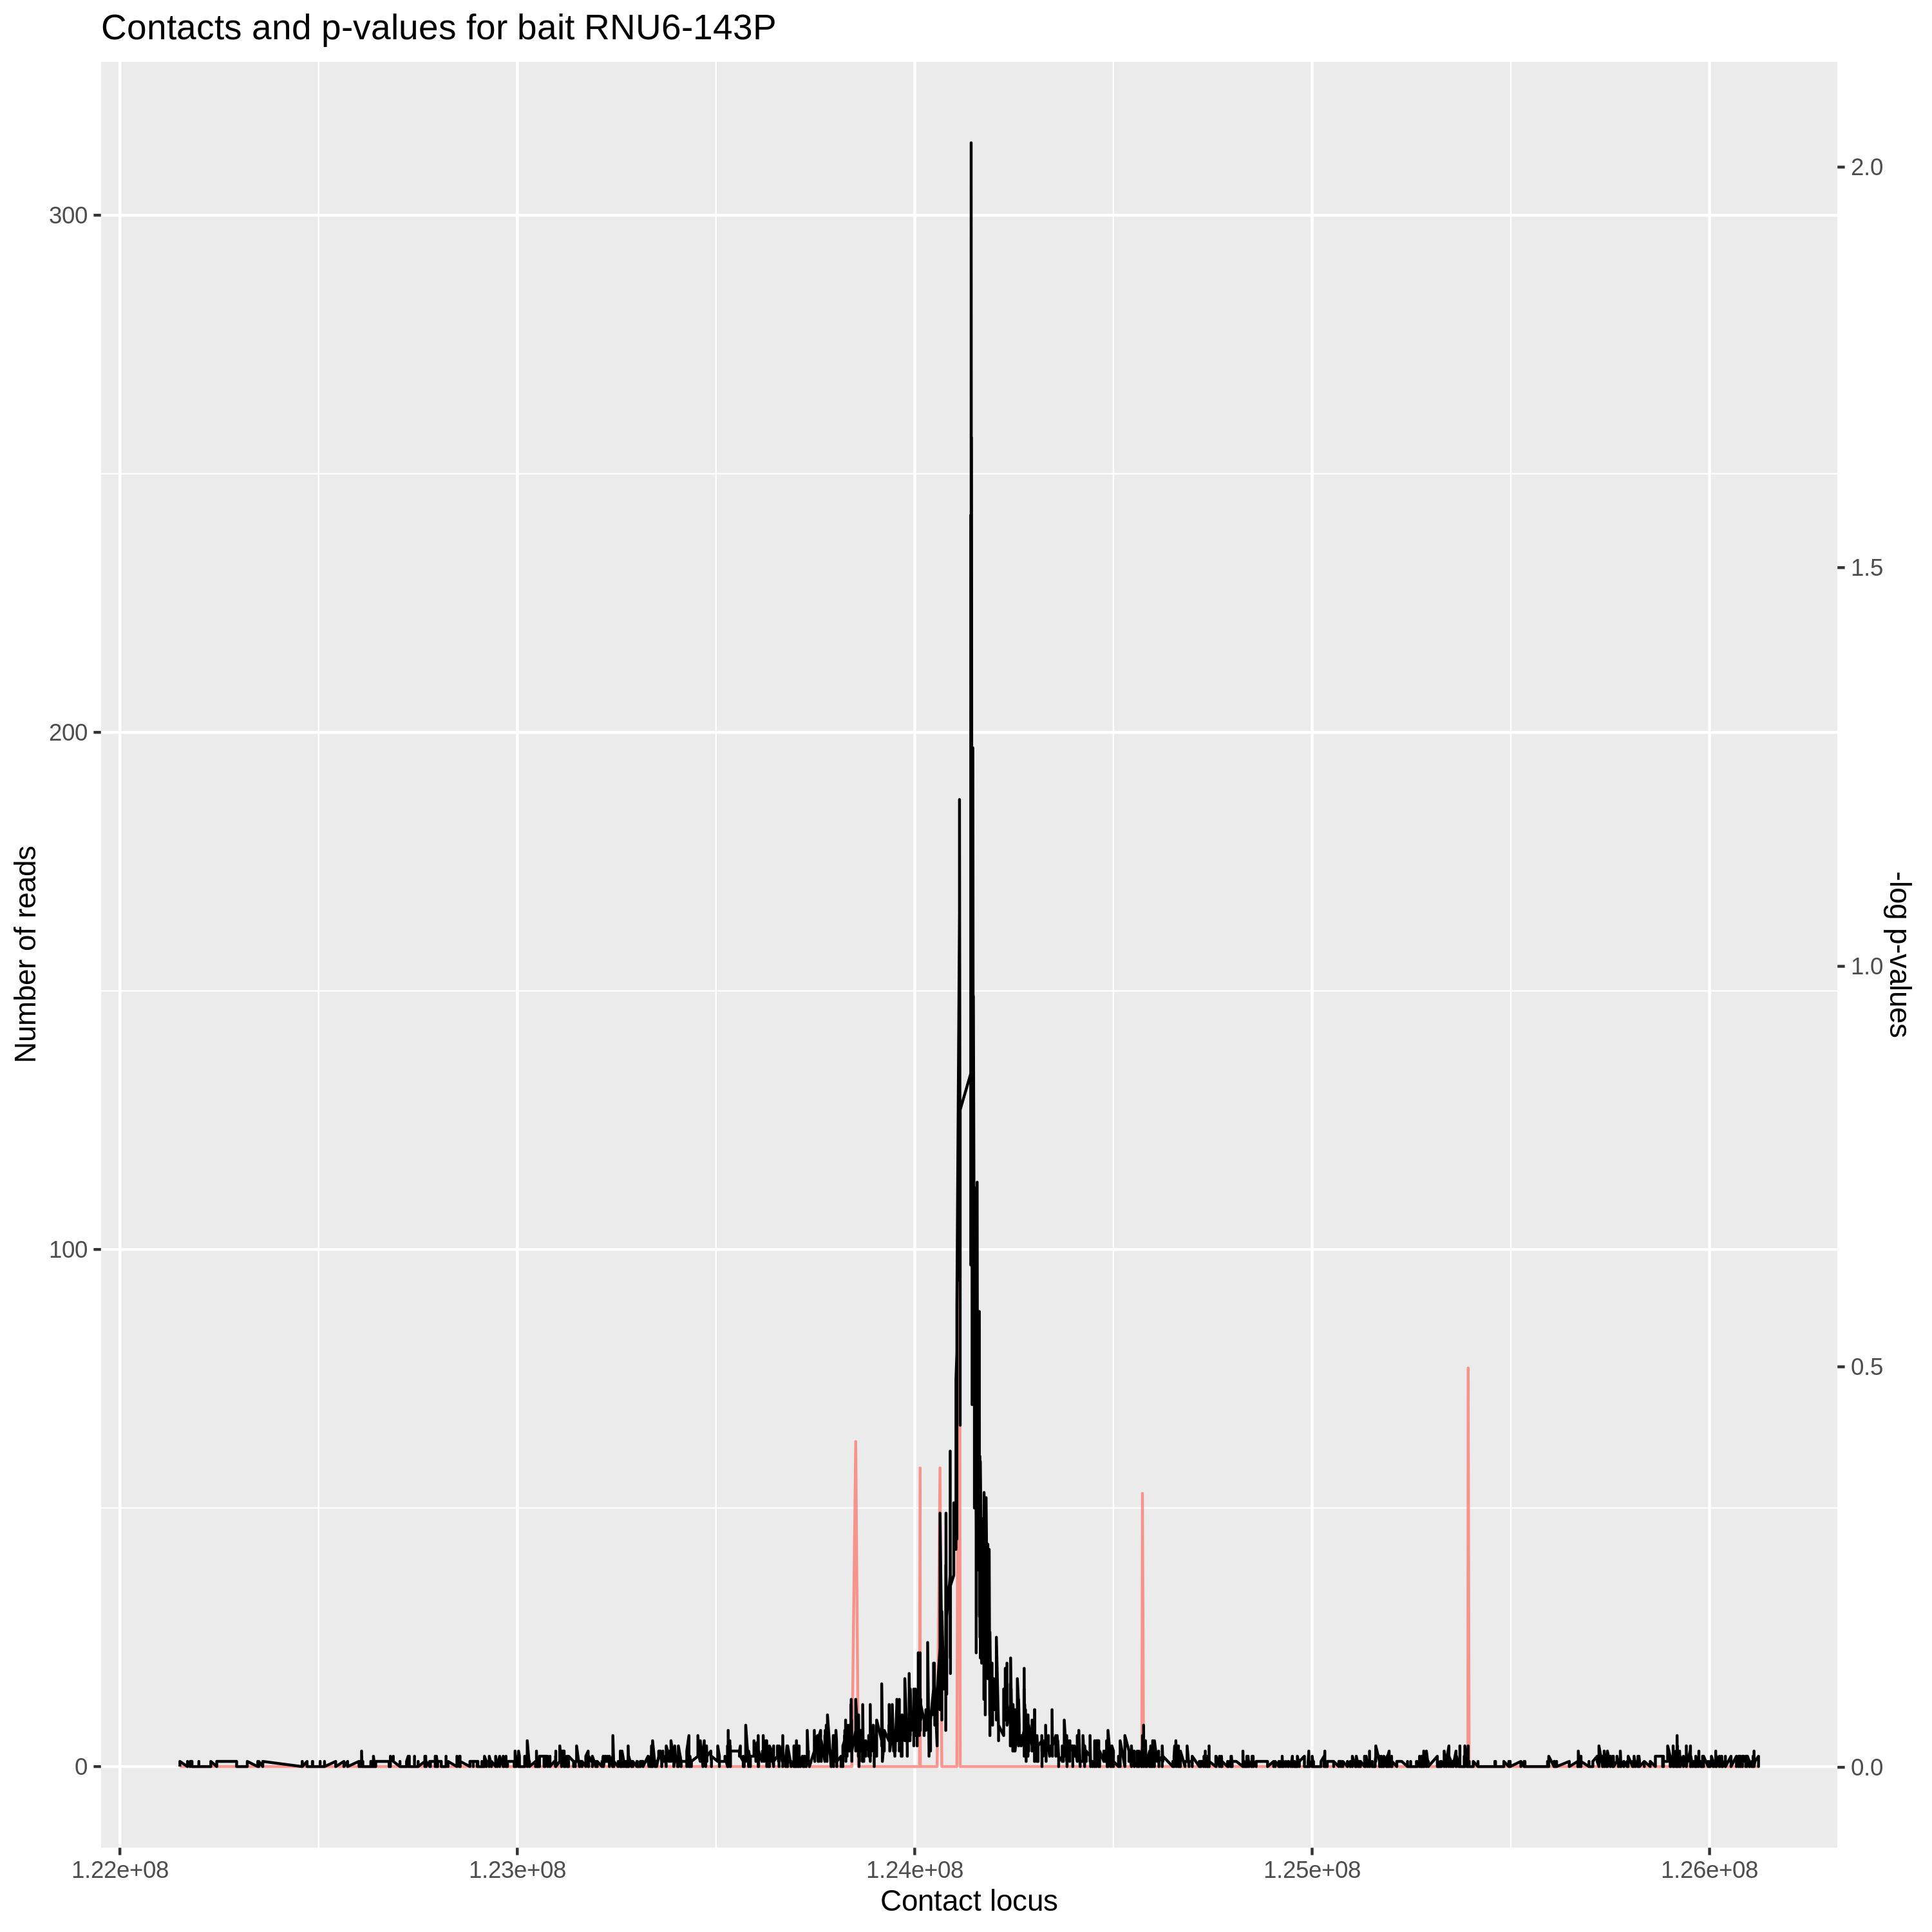 Contacts and p-values for bait RNU6-143P
300
200
100
0
Number of reads
2.0
1.5
1.0
0.5
0.0
-log p-values
1.22e+08
1.23e+08
1.24e+08
1.25e+08
1.26e+08
Contact locus